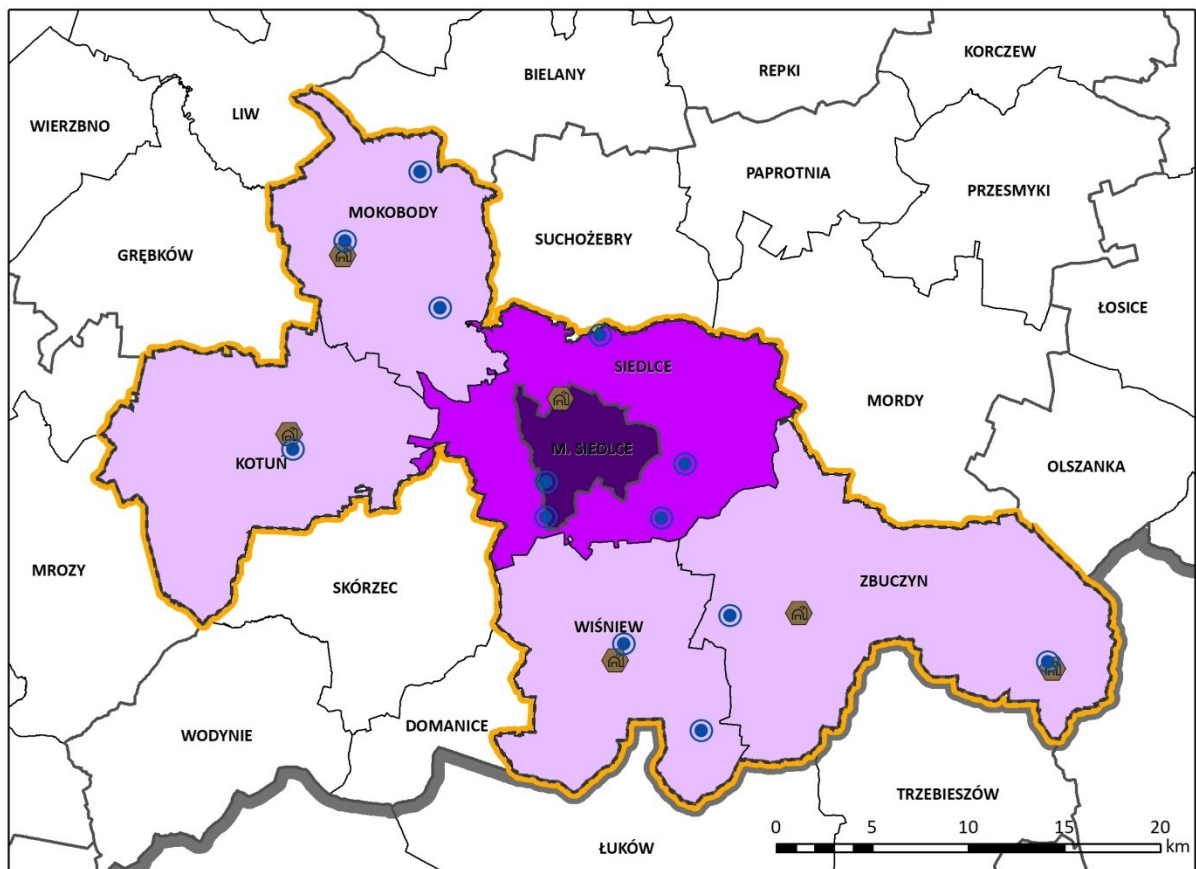 KORCZEW
BIELANY
REPKI
LIW
WIERZBNO
PAPROTNIA
PRZESMYKI
MOKOBODY
SUCHOŻEBRY
GRĘBKÓW
ŁOSICE
SIEDLCE
MORDY
M. SIEDLCE
KOTUŃ
OLSZANKA
MROZY
SKÓRZEC
ZBUCZYN
WIŚNIEW
DOMANICE
WODYNIE
TRZEBIESZÓW
ŁUKÓW
0 5 10 15 20
km